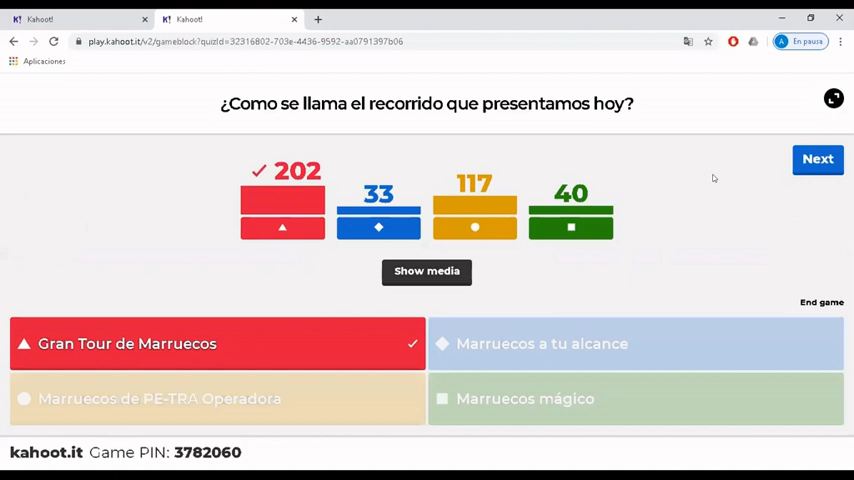 K! Kahoot!
K! Kahoot!
play.kahoot.it/v2/gameblock?quizId=32316802-703e-4436-9592-aa0791397b06
A En pausa
Aplicaciones
¿Como se llama el recorrido que presentamos hoy?
Next
202
33
117
40
Show media
End game
Gran Tour de Marruecos
Marruecos a tu alcance
Marruecos de PE-TRA Operadora
Marruecos mágico
kahoot.it Game PIN: 3782060